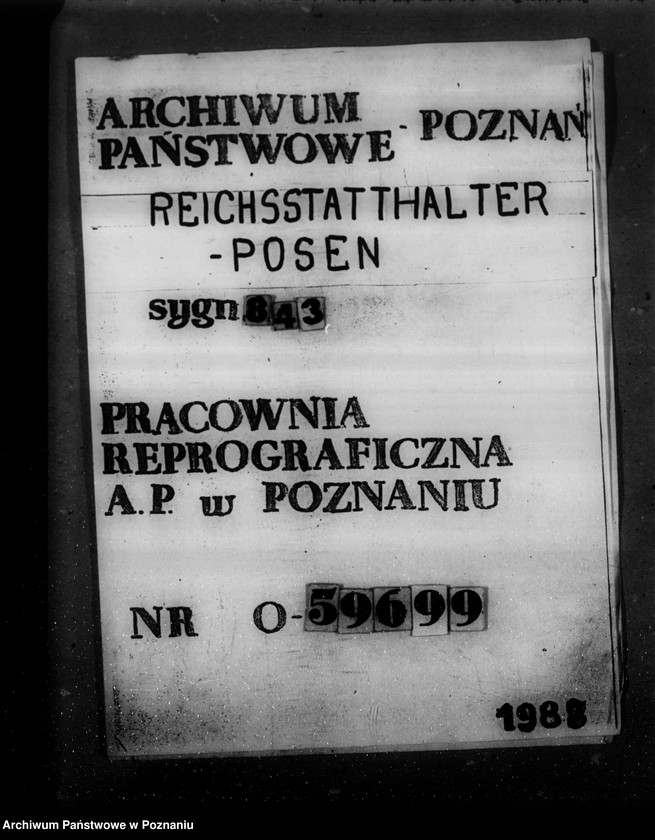 ARCHIWUM
PAŃSTWOWE - POZNAŃ
REICHSSTATTHALTER
-POSEN
sygn. 843
PRACOWNIA
REPROGRAFICZNA
A.P. w POZNANIU
NR O-59699
1988
Archiwum Państwowe w Poznaniu